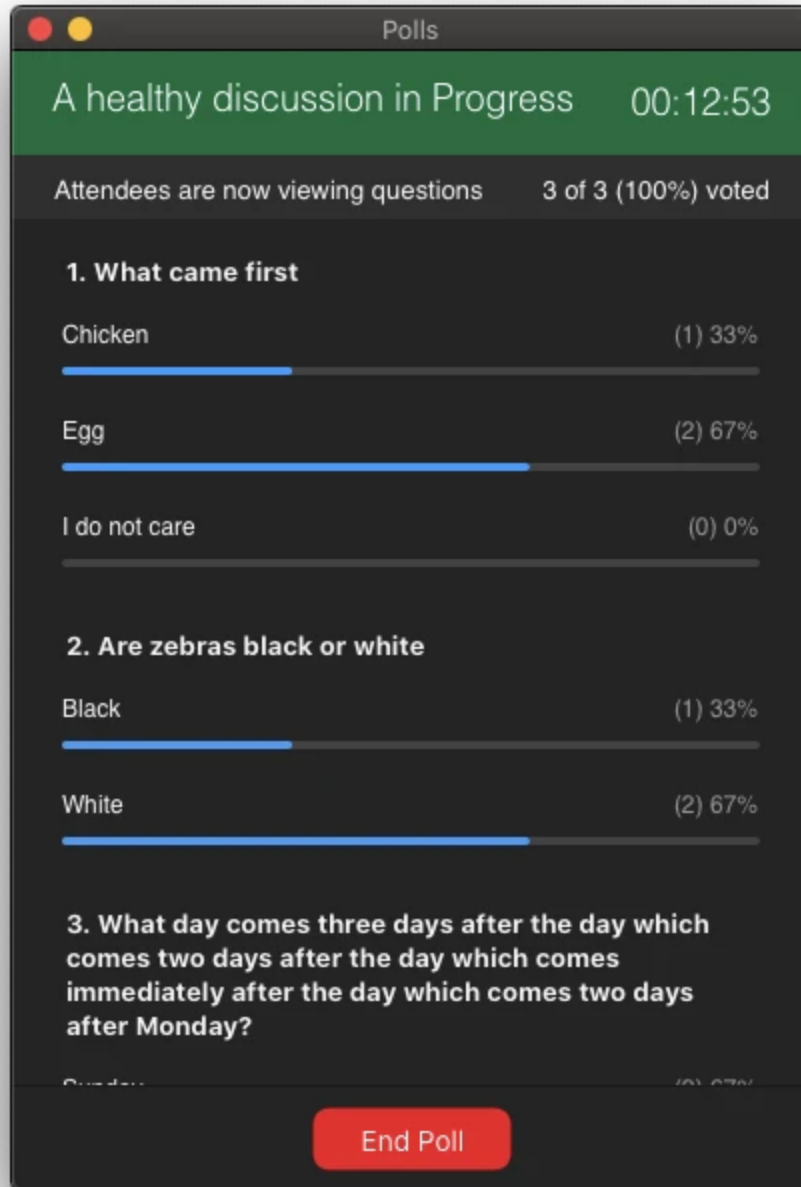 Polls
A healthy discussion in Progress 00:12:53
Attendees are now viewing questions 3 of 3 (100%) voted
1. What came first
Chicken (1) 33%
Egg (2) 67%
I do not care (0) 0%
2. Are zebras black or white
Black (1) 33%
White (2) 67%
3. What day comes three days after the day which
comes two days after the day which comes
immediately after the day which comes two days
after Monday?
Sunday
End Poll